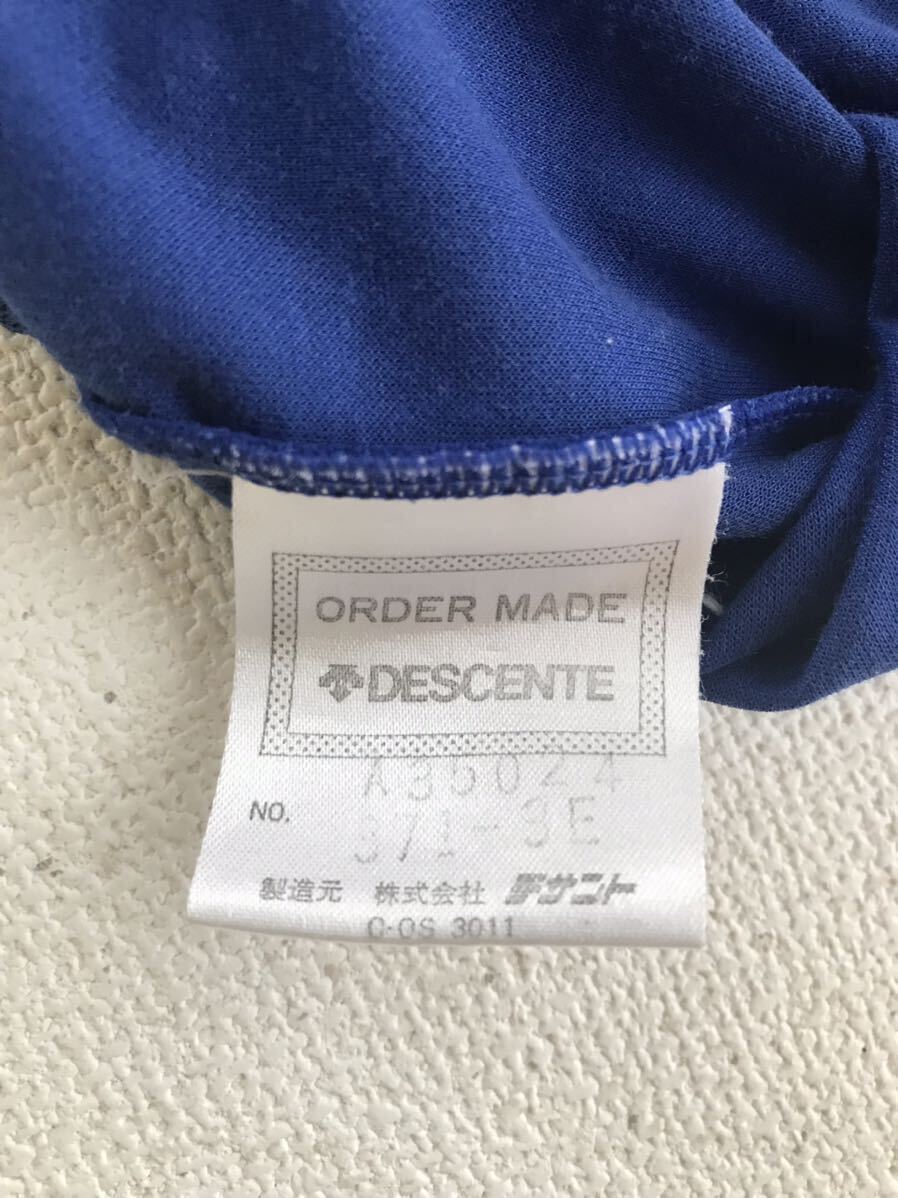 ORDER MADE
DESCENTE
A35024
NO. 371-3E
製造元 株式会社 デサント
C-OS 3011